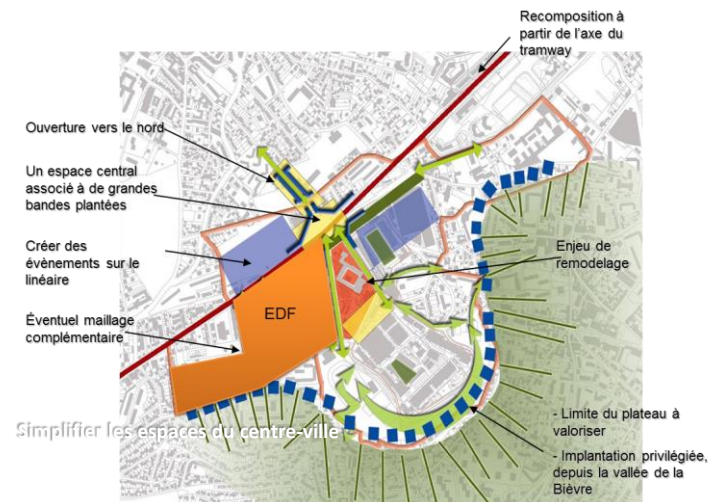 Recomposition à
partir de l'axe du
tramway
Ouverture vers le nord
Un espace central
associé à de grandes
bandes plantées
Créer des
évènements sur le
linéaire
Enjeu de
remodelage
Éventuel maillage
complémentaire
EDF
Simplifier les espaces du centre-ville
- Limite du plateau à
valoriser
- Implantation privilégiée,
depuis la vallée de la
Bièvre